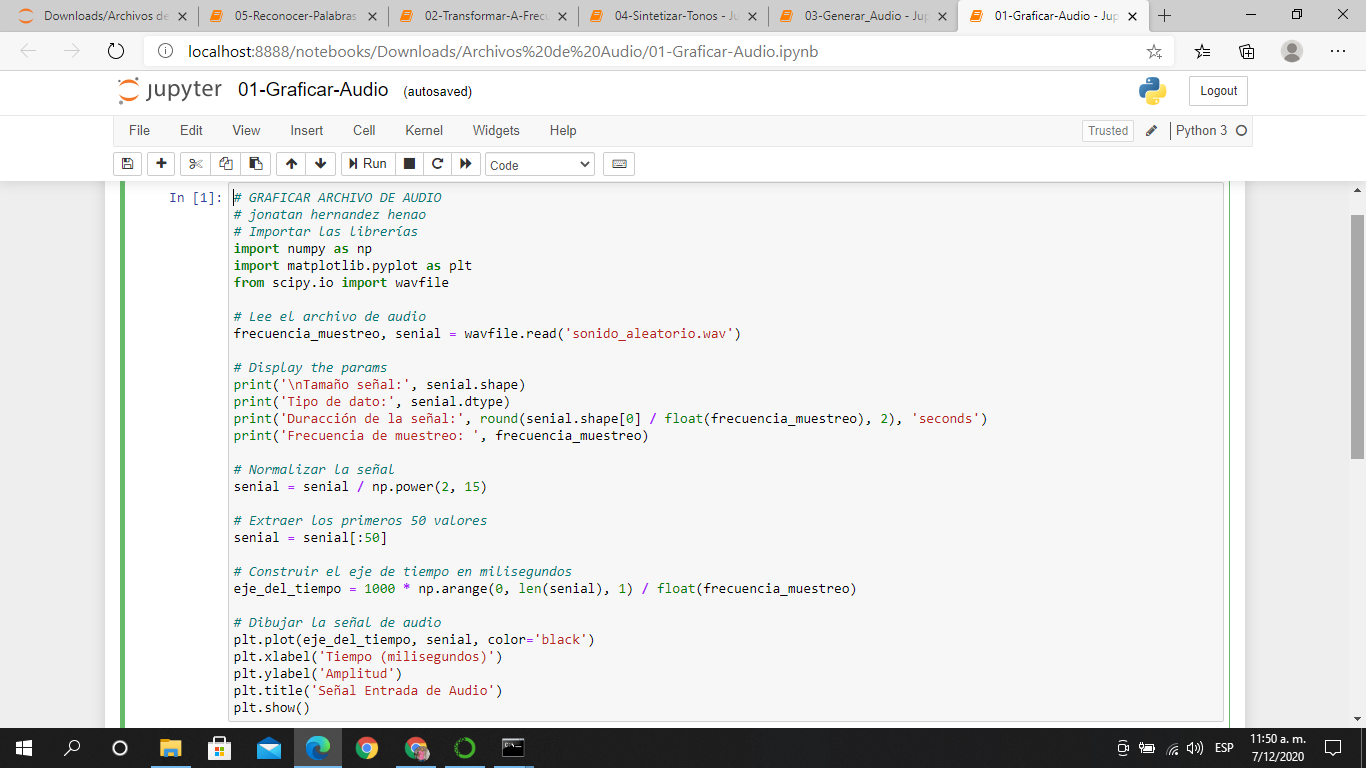 Downloads/Archivos de
05-Reconocer-Palabras
02-Transformar-A-Frecu
04-Sintetizar-Tonos - Ju
03-Generar_Audio - Jup
01-Graficar-Audio - Jup
localhost:8888/notebooks/Downloads/Archivos%20de%20Audio/01-Graficar-Audio.ipynb
jupyter 01-Graficar-Audio (autosaved)
Logout
File Edit View Insert Cell Kernel Widgets Help
Trusted Python 3
Run Code
In [1]:
# GRAFICAR ARCHIVO DE AUDIO
# jonatan hernandez henao
# Importar las librerías
import numpy as np
import matplotlib.pyplot as plt
from scipy.io import wavfile
# Lee el archivo de audio
frecuencia_muestreo, senial = wavfile.read('sonido_aleatorio.wav')
# Display the params
print('\nTamaño señal:', senial.shape)
print('Tipo de dato:', senial.dtype)
print('Duracción de la señal:', round(senial.shape[0] / float(frecuencia_muestreo), 2), 'seconds')
print('Frecuencia de muestreo: ', frecuencia_muestreo)
# Normalizar la señal
senial = senial / np.power(2, 15)
# Extraer los primeros 50 valores
senial = senial[:50]
# Construir el eje de tiempo en milisegundos
eje_del_tiempo = 1000 * np.arange(0, len(senial), 1) / float(frecuencia_muestreo)
# Dibujar la señal de audio
plt.plot(eje_del_tiempo, senial, color='black')
plt.xlabel('Tiempo (milisegundos)')
plt.ylabel('Amplitud')
plt.title('Señal Entrada de Audio')
plt.show()
ESP
11:50 a. m.
7/12/2020